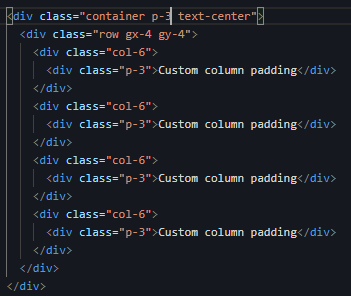 <div class="container p-3 text-center">
<div class="row gx-4 gy-4">
<div class="col-6">
<div class="p-3">Custom column padding</div>
</div>
<div class="col-6">
<div class="p-3">Custom column padding</div>
</div>
<div class="col-6">
<div class="p-3">Custom column padding</div>
</div>
<div class="col-6">
<div class="p-3">Custom column padding</div>
</div>
</div>
</div>